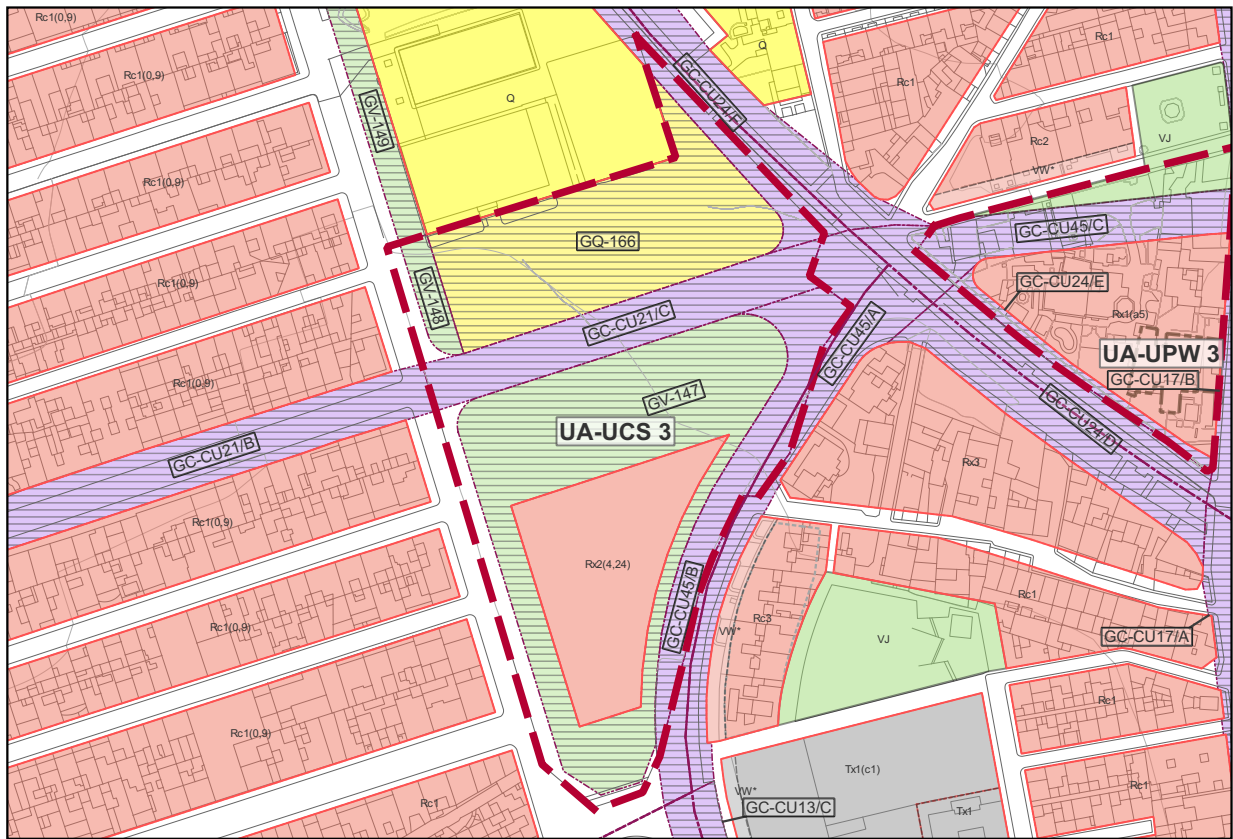 Rc1(0,9)
Rc1
Rc1
Q
Rc1(0,9)
Rc1
GC-CU24/F
Q
GV-149
VJ
Rc2
VW*
Rc1(0,9)
GC-CU45/C
GQ-166
Rc1(0,9)
GC-CU24/E
GV-148
Rx1(a5)
GC-CU21/C
GC-CU45/A
UA-UPW 3
GC-CU17/B
Rc1(0,9)
GV-147
GC-CU24/D
UA-UCS 3
GC-CU21/B
Rx3
Rc1(0,9)
Rx2(4,24)
GC-CU45/B
Rc1
Rc3
Rc1(0,9)
VW*
VJ
GC-CU17/A
Rc1
Rc1(0,9)
Tx1(c1)
Rc1
VW*
Rc1
GC-CU13/C
Tx1